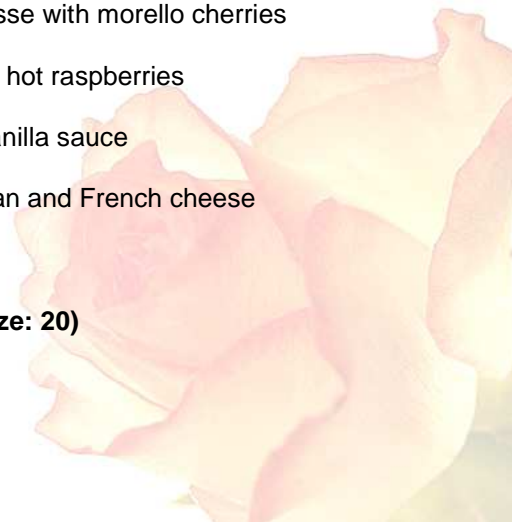 sse with morello cherries
hot raspberries
anilla sauce
an and French cheese
ze: 20)